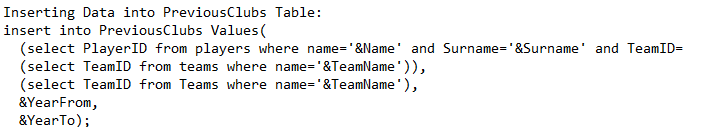 Inserting Data into PreviousClubs Table:
insert into PreviousClubs Values(
  (select PlayerID from players where name='&Name' and Surname='&Surname' and TeamID=
  (select TeamID from teams where name='&TeamName')),
  (select TeamID from Teams where name='&TeamName'),
  &YearFrom,
  &YearTo);